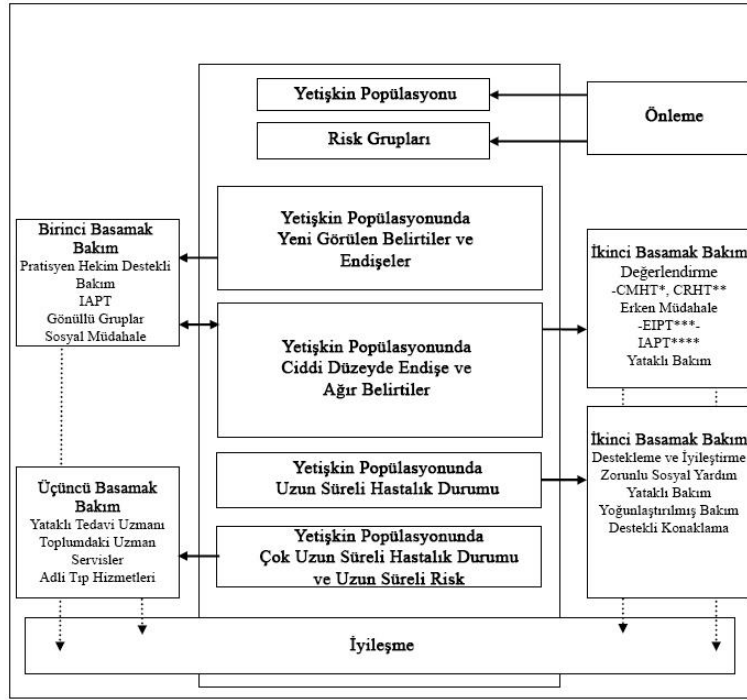 Yetişkin Popülasyonu
Risk Grupları
Önleme
Yetişkin Popülasyonunda
Yeni Görülen Belirtiler ve
Endişeler
Birinci Basamak
Bakım
Pratisyen Hekim Destekli
Bakım
IAPT
Gönüllü Gruplar
Sosyal Müdahale
İkinci Basamak Bakım
Değerlendirme
-CMHT*, CRHT**
Erken Müdahale
-EIPT***-
IAPT****
Yataklı Bakım
Yetişkin Popülasyonunda
Ciddi Düzeyde Endişe ve
Ağır Belirtiler
İkinci Basamak Bakım
Destekleme ve İyileştirme
Zorunlu Sosyal Yardım
Yataklı Bakım
Yoğunlaştırılmış Bakım
Destekli Konaklama
Yetişkin Popülasyonunda
Uzun Süreli Hastalık Durumu
Üçüncü Basamak
Bakım
Yataklı Tedavi Uzmanı
Toplumdaki Uzman
Servisler
Adli Tıp Hizmetleri
Yetişkin Popülasyonunda
Çok Uzun Süreli Hastalık Durumu
ve Uzun Süreli Risk
İyileşme